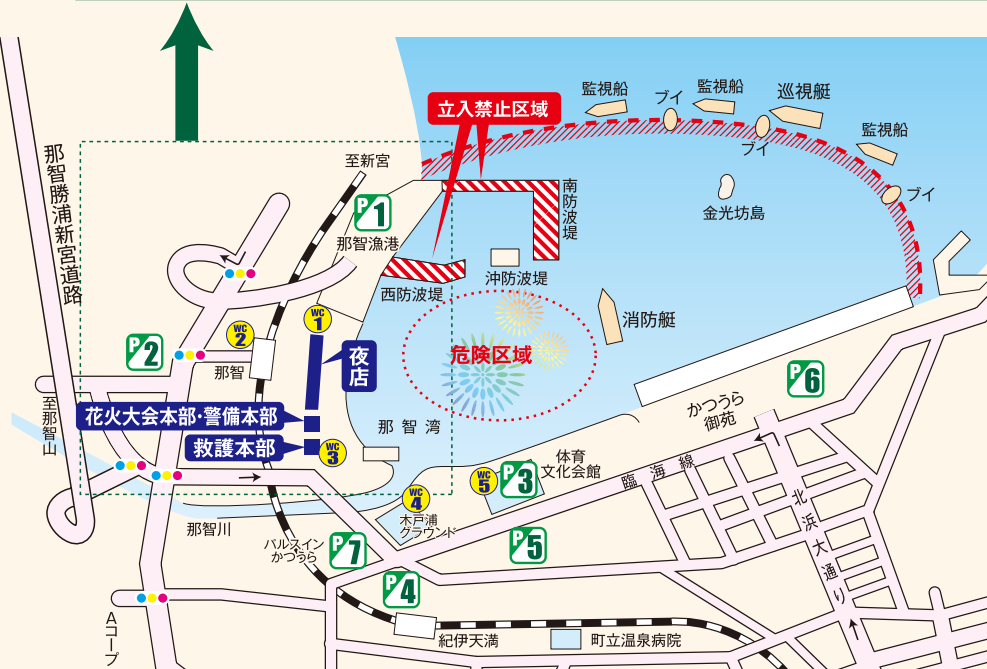 監視船
ブイ
監視船
巡視艇
ブイ
監視船
ブイ
立入禁止区域
金光坊島
至新宮
南防波堤
P1
那智漁港
那智勝浦新宮道路
西防波堤
沖防波堤
消防艇
危険区域
WC1
WC2
那智
P2
夜店
P6
かつうら
御苑
至那智山
花火大会本部・警備本部
救護本部
WC3
那智湾
体育
文化会館
WC5
P3
臨海線
WC4
木戸浦
グラウンド
北浜大通り
那智川
パルスイン
かつうら
P7
P5
P4
Aコープ
紀伊天満
町立温泉病院